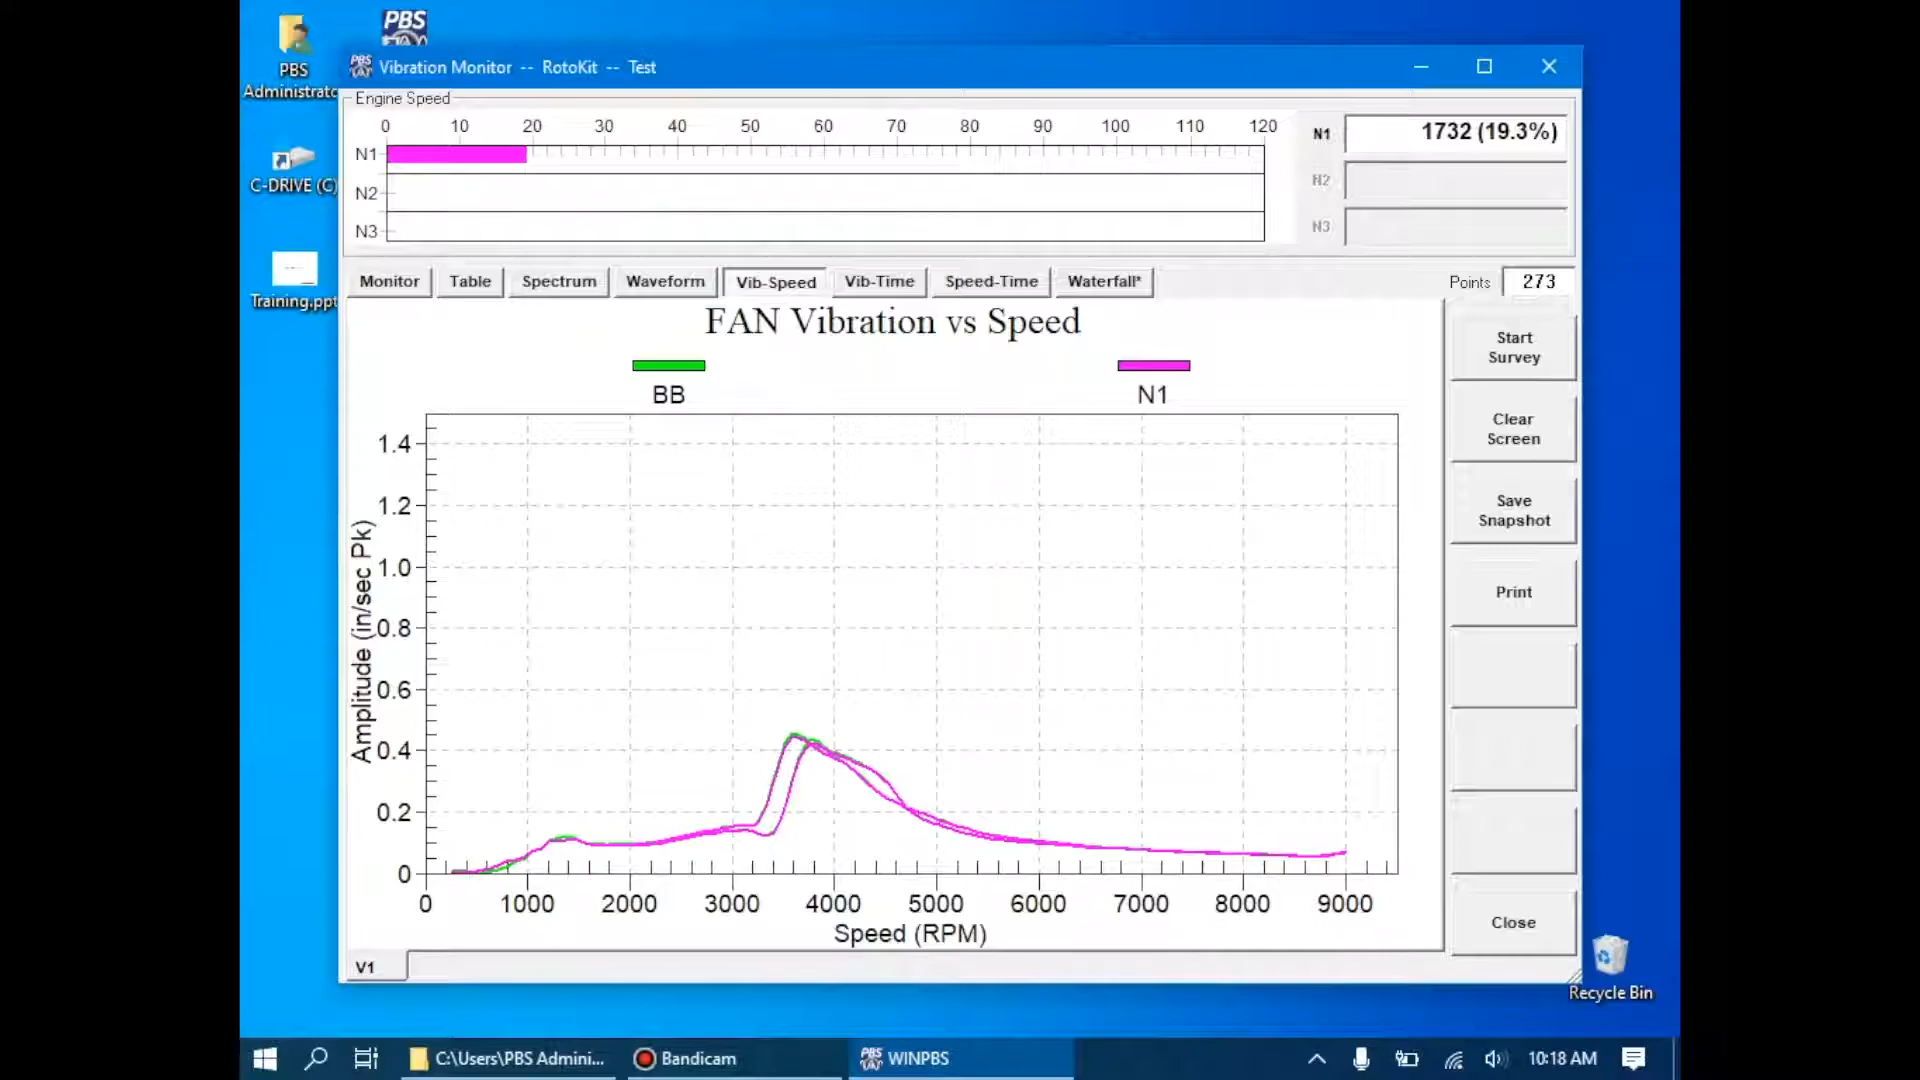 PBS
PBS
Administratc
C-DRIVE (C)
Training.ppt
PBS
Vibration Monitor -- RotoKit -- Test
Engine Speed
0 10 20 30 40 50 60 70 80 90 100 110 120
N1
N2
N3
N1 1732 (19.3%)
N2
N3
Monitor Table Spectrum Waveform Vib-Speed Vib-Time Speed-Time Waterfall* Points 273
FAN Vibration vs Speed
BB N1
1.4
1.2
1.0
0.8
0.6
0.4
0.2
0
Amplitude (in/sec Pk)
0 1000 2000 3000 4000 5000 6000 7000 8000 9000
Speed (RPM)
V1
Start
Survey
Clear
Screen
Save
Snapshot
Print
Close
Recycle Bin
C:\Users\PBS Admini... Bandicam PBS WINPBS 10:18 AM